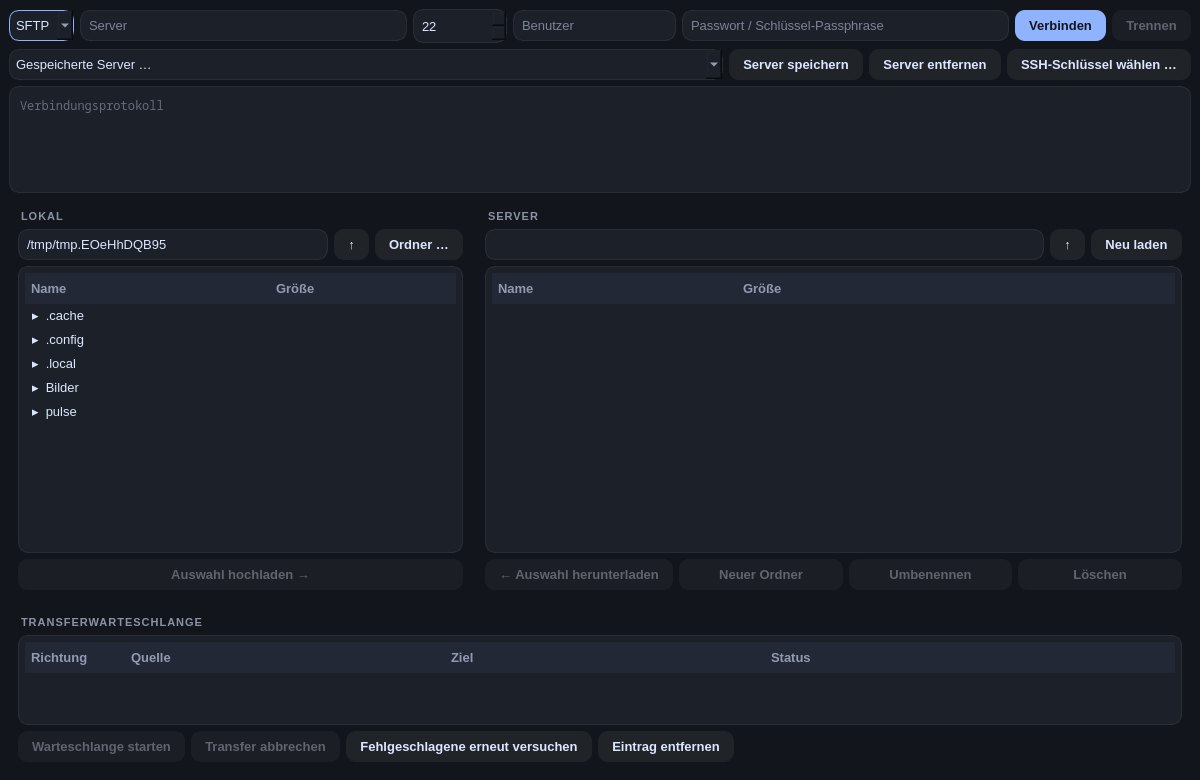 SFTP Server 22 Benutzer Passwort / Schlüssel-Passphrase Verbinden Trennen
Gespeicherte Server … Server speichern Server entfernen SSH-Schlüssel wählen …
Verbindungsprotokoll
LOKAL
/tmp/tmp.EOeHhDQB95 ↑ Ordner …
Name Größe
▸ .cache
▸ .config
▸ .local
▸ Bilder
▸ pulse
Auswahl hochladen →
SERVER
↑ Neu laden
Name Größe
← Auswahl herunterladen Neuer Ordner Umbenennen Löschen
TRANSFERWARTESCHLANGE
Richtung Quelle Ziel Status
Warteschlange starten Transfer abbrechen Fehlgeschlagene erneut versuchen Eintrag entfernen